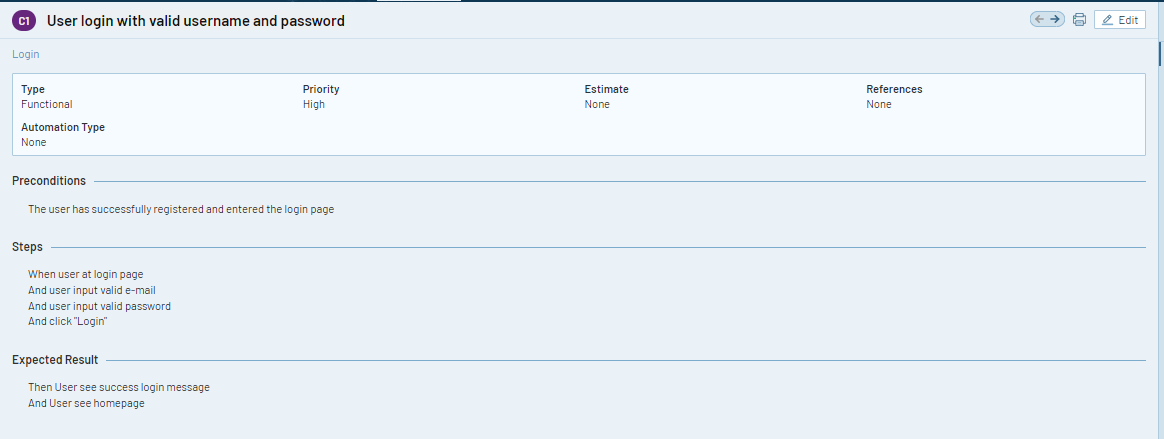 C1 User login with valid username and password
Edit
Login
Type Priority Estimate References
Functional High None None
Automation Type
None
Preconditions
The user has successfully registered and entered the login page
Steps
When user at login page
And user input valid e-mail
And user input valid password
And click "Login"
Expected Result
Then User see success login message
And User see homepage